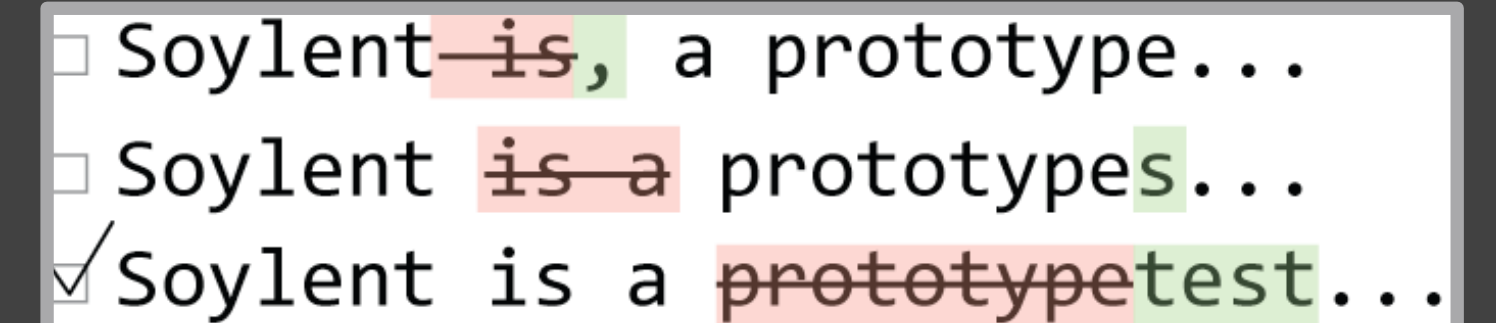 Soylent is, a prototype...
Soylent is a prototypes...
Soylent is a prototypetest...